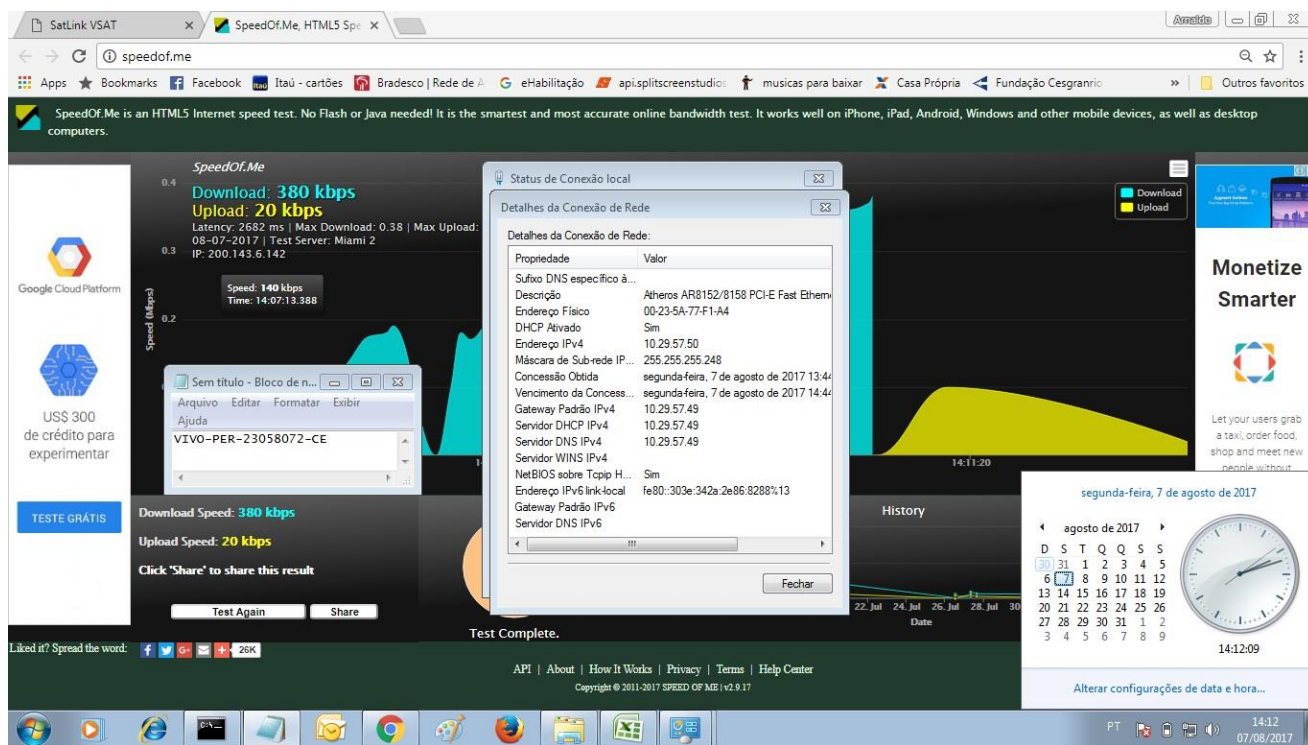 SatLink VSAT
SpeedOf.Me, HTML5 Spe
Arnaldo
speedof.me
Apps Bookmarks Facebook Itaú - cartões Bradesco | Rede de A eHabilitação api.splitscreenstudios musicas para baixar Casa Própria Fundação Cesgranrio » Outros favoritos
SpeedOf.Me is an HTML5 Internet speed test. No Flash or Java needed! It is the smartest and most accurate online bandwidth test. It works well on iPhone, iPad, Android, Windows and other mobile devices, as well as desktop
computers.
Google Cloud Platform
US$ 300
de crédito para
experimentar
TESTE GRÁTIS
SpeedOf.Me
Download: 380 kbps
Upload: 20 kbps
Latency: 2682 ms | Max Download: 0.38 | Max Upload:
08-07-2017 | Test Server: Miami 2
IP: 200.143.6.142
0.4
0.3
0.2
Speed (Mbps)
Speed: 140 kbps
Time: 14:07:13.388
Download
Upload
14:11:20
Sem título - Bloco de n...
Arquivo Editar Formatar Exibir
Ajuda
VIVO-PER-23058072-CE
Status de Conexão local
Detalhes da Conexão de Rede
Detalhes da Conexão de Rede:
Propriedade Valor
Sufixo DNS específico à...
Descrição Atheros AR8152/8158 PCI-E Fast Ethern
Endereço Físico 00-23-5A-77-F1-A4
DHCP Ativado Sim
Endereço IPv4 10.29.57.50
Máscara de Sub-rede IP... 255.255.255.248
Concessão Obtida segunda-feira, 7 de agosto de 2017 13:44
Vencimento da Concess... segunda-feira, 7 de agosto de 2017 14:44
Gateway Padrão IPv4 10.29.57.49
Servidor DHCP IPv4 10.29.57.49
Servidor DNS IPv4 10.29.57.49
Servidor WINS IPv4
NetBIOS sobre Tcpip H... Sim
Endereço IPv6 link-local fe80::303e:342a:2e86:8288%13
Gateway Padrão IPv6
Servidor DNS IPv6
Fechar
Monetize
Smarter
Let your users grab
a taxi, order food,
shop and meet new
people without
Download Speed: 380 kbps
Upload Speed: 20 kbps
Click 'Share' to share this result
Test Again Share
Test Complete.
History
22. Jul 24. Jul 26. Jul 28. Jul 30
Date
Liked it? Spread the word: 26K
API | About | How It Works | Privacy | Terms | Help Center
Copyright © 2011-2017 SPEED OF ME | v2.9.17
segunda-feira, 7 de agosto de 2017
agosto de 2017
D S T Q Q S S
30 31 1 2 3 4 5
6 7 8 9 10 11 12
13 14 15 16 17 18 19
20 21 22 23 24 25 26
27 28 29 30 31 1 2
3 4 5 6 7 8 9
14:12:09
Alterar configurações de data e hora...
PT
14:12
07/08/2017